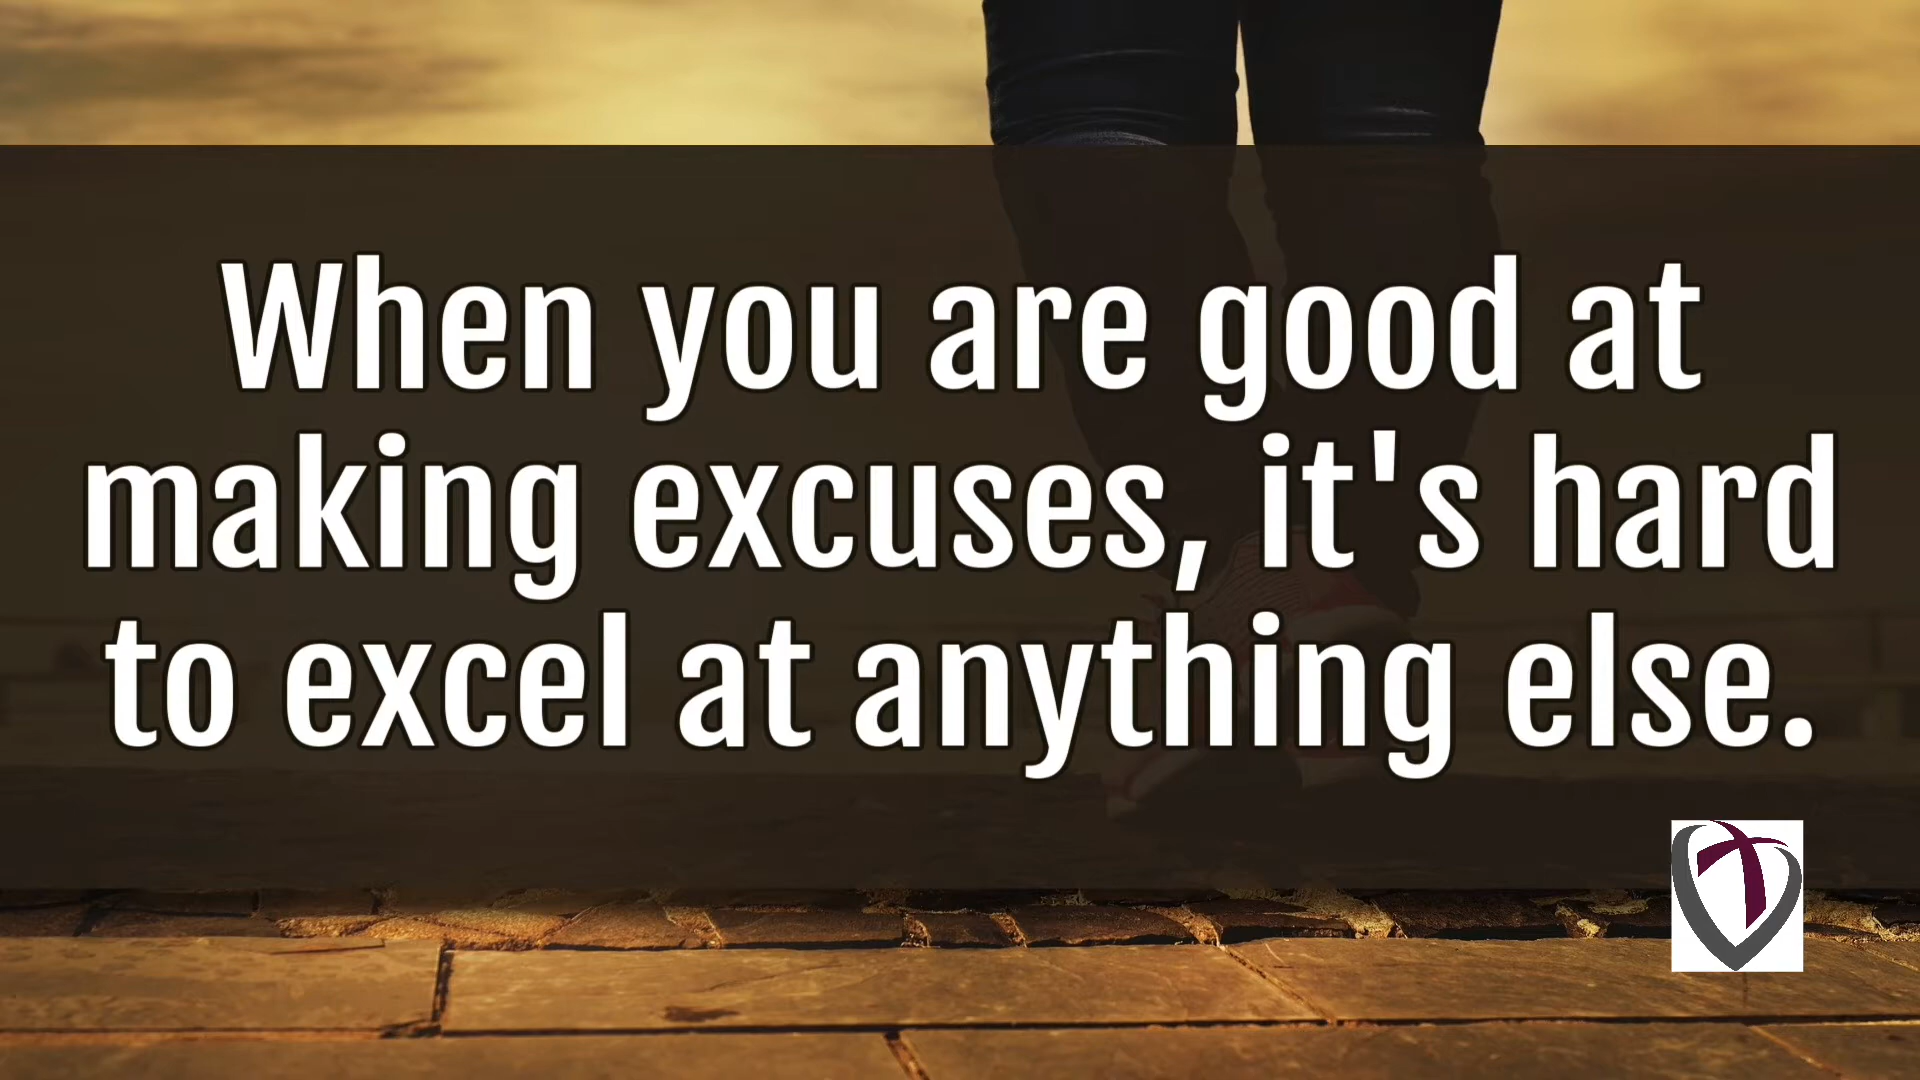 When you are good at
making excuses, it's hard
to excel at anything else.